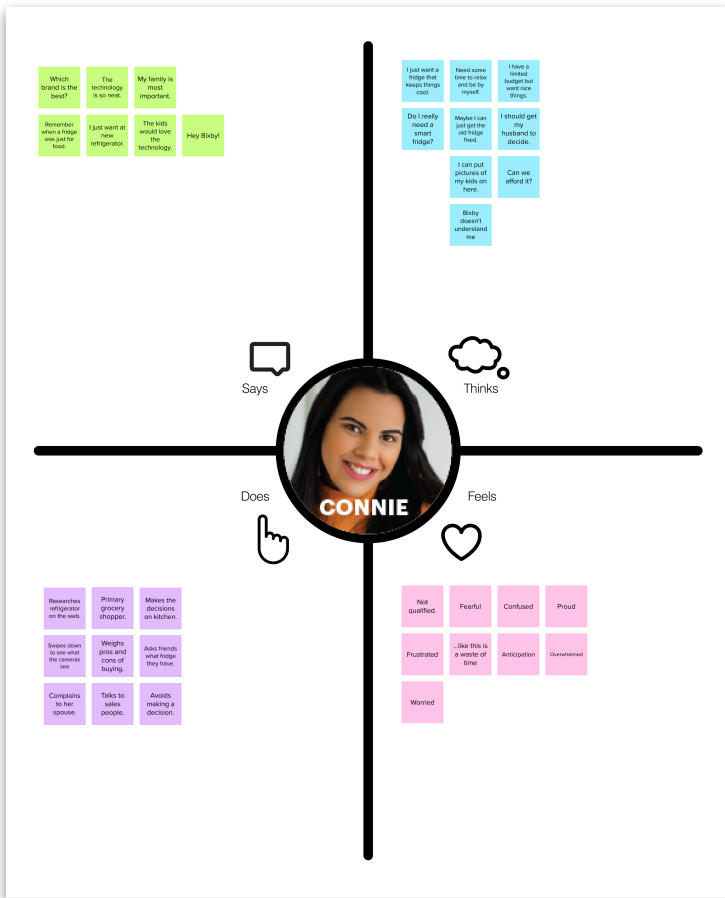 Which
brand is the
best?
The
technology
is so neat.
My family is
most
important.
Remember
when a fridge
was just for
food.
I just want at
new
refrigerator.
The kids
would love
the
technology.
Hey Bixby!
I just want a
fridge that
keeps things
cool.
Need some
time to relax
and be by
myself.
I have a
limited
budget but
want nice
things.
Do I really
need a
smart
fridge?
Maybe I can
just get the
old fridge
fixed.
I should get
my
husband to
decide.
I can put
pictures of
my kids on
here.
Can we
afford it?
Bixby
doesn't
understand
me
Says
Thinks
CONNIE
Does
Feels
Researches
refrigerator
on the web.
Primary
grocery
shopper.
Makes the
decisions
on kitchen.
Swipes down
to see what
the cameras
see
Weighs
pros and
cons of
buying.
Asks friends
what fridge
they have.
Complains
to her
spouse.
Talks to
sales
people.
Avoids
making a
decision.
Not
qualified.
Fearful
Confused
Proud
Frustrated
...like this is
a waste of
time
Anticipation
Overwhelmed
Worried